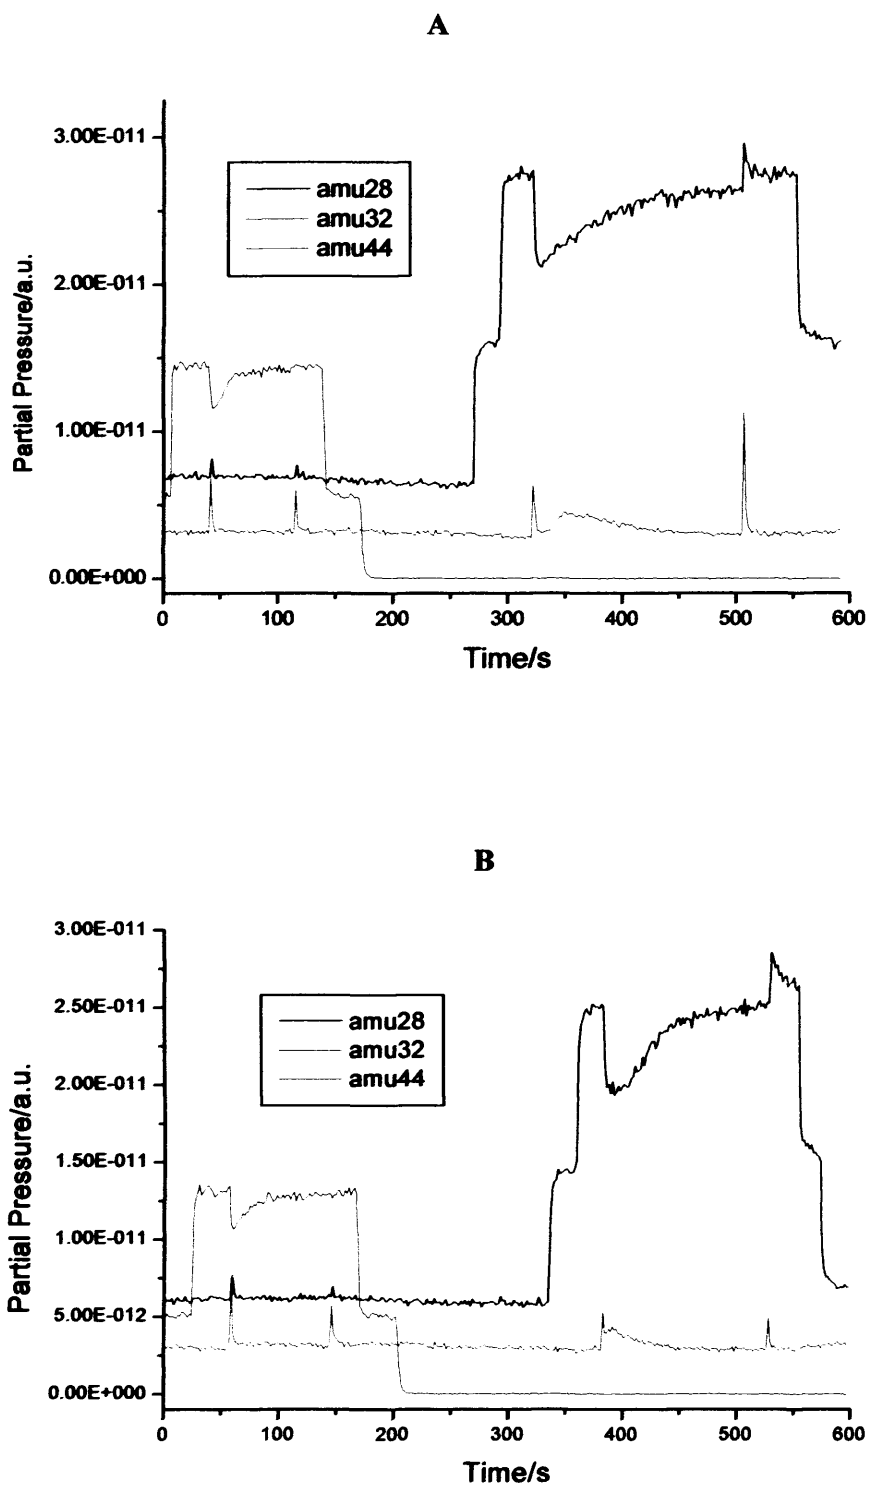 A
3.00E-011
2.00E-011
1.00E-011
0.00E+000
Partial Pressure/a.u.
amu28
amu32
amu44
0 100 200 300 400 500 600
Time/s
B
3.00E-011
2.50E-011
2.00E-011
1.50E-011
1.00E-011
5.00E-012
0.00E+000
Partial Pressure/a.u.
amu28
amu32
amu44
0 100 200 300 400 500 600
Time/s